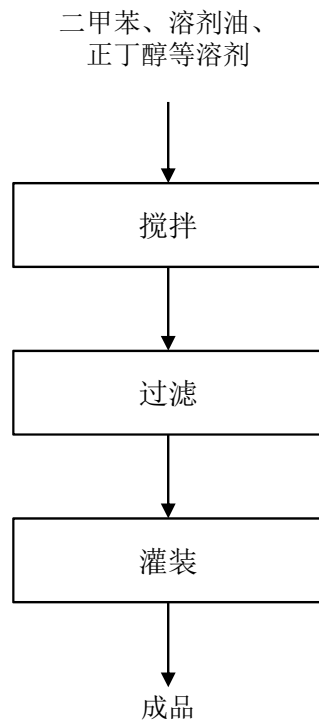 二甲苯、溶剂油、
正丁醇等溶剂
搅拌
过滤
灌装
成品